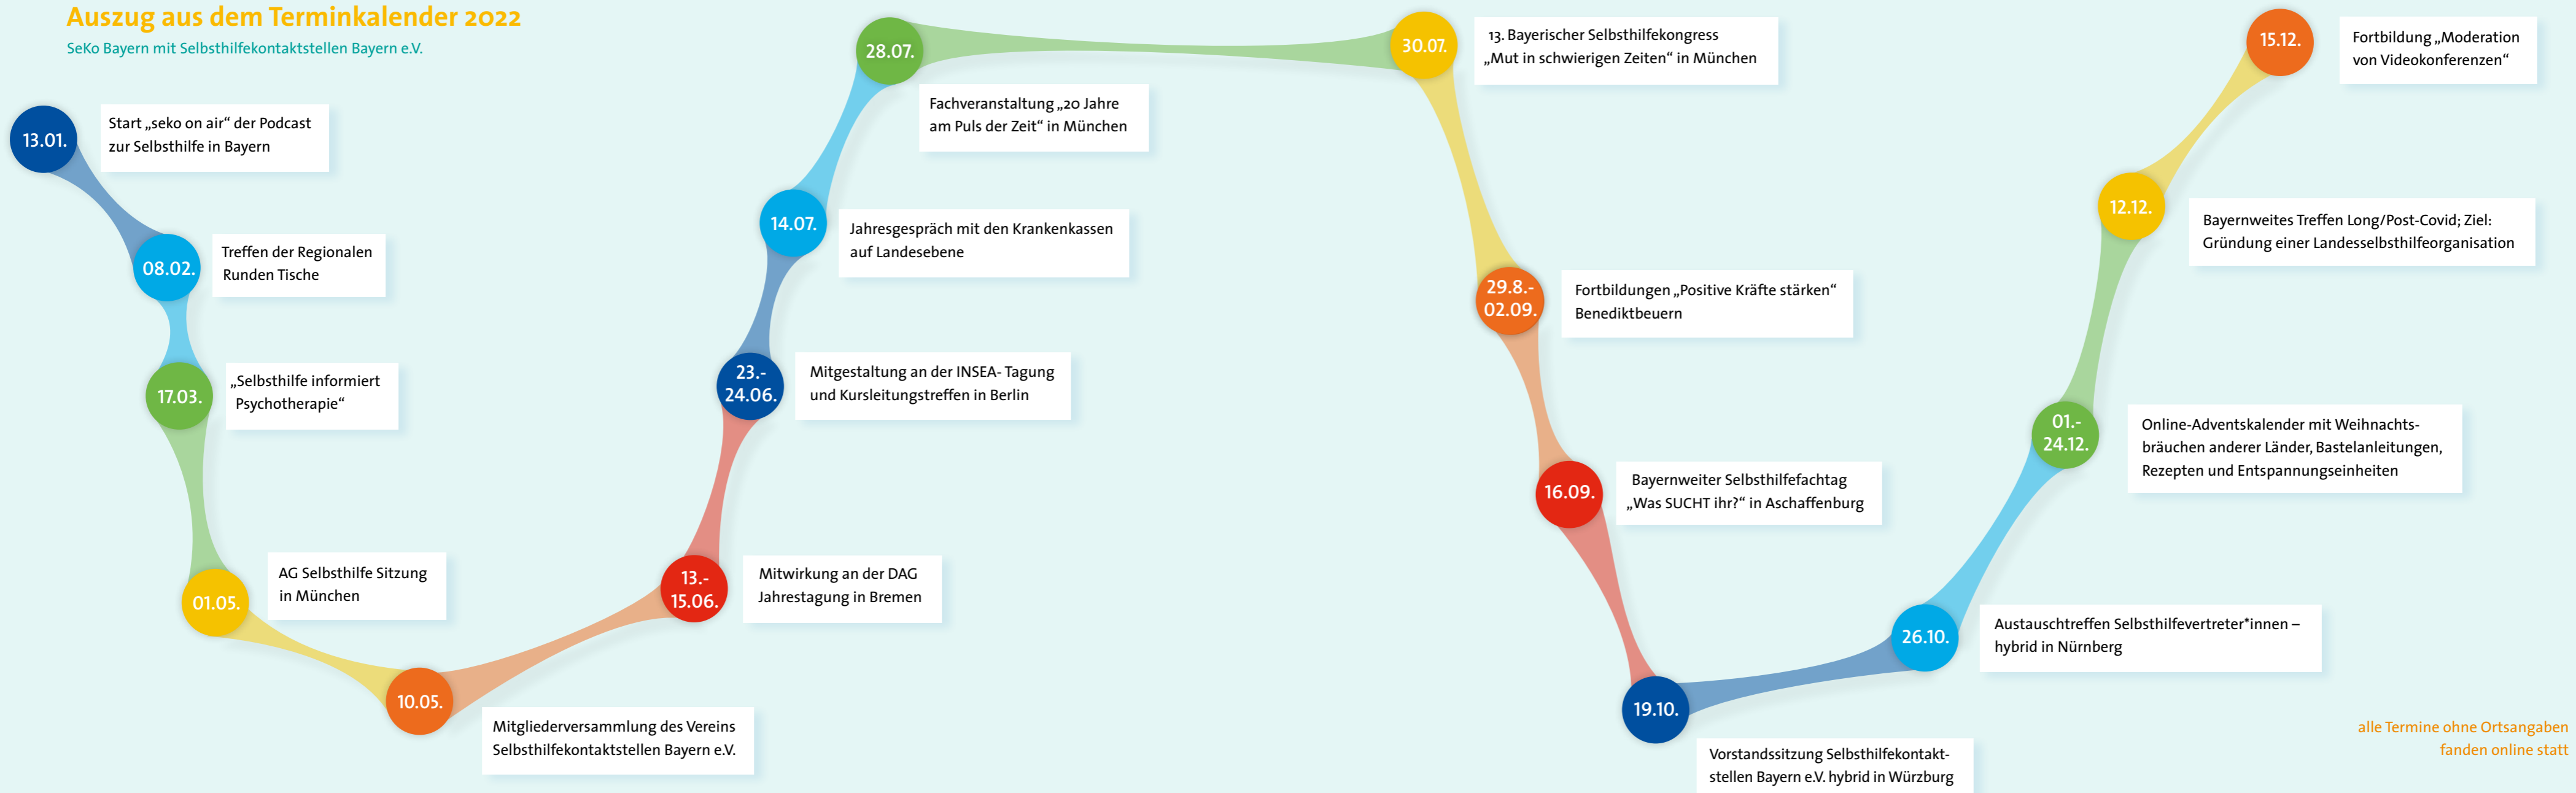 Auszug aus dem Terminkalender 2022
SeKo Bayern mit Selbsthilfekontaktstellen Bayern e.V.
13.01.
Start „seko on air“ der Podcast
zur Selbsthilfe in Bayern
08.02.
Treffen der Regionalen
Runden Tische
17.03.
„Selbsthilfe informiert
Psychotherapie“
01.05.
AG Selbsthilfe Sitzung
in München
10.05.
Mitgliederversammlung des Vereins
Selbsthilfekontaktstellen Bayern e.V.
13.-
15.06.
Mitwirkung an der DAG
Jahrestagung in Bremen
23.-
24.06.
Mitgestaltung an der INSEA- Tagung
und Kursleitungstreffen in Berlin
14.07.
Jahresgespräch mit den Krankenkassen
auf Landesebene
28.07.
Fachveranstaltung „20 Jahre
am Puls der Zeit“ in München
30.07.
13. Bayerischer Selbsthilfekongress
„Mut in schwierigen Zeiten“ in München
29.8.-
02.09.
Fortbildungen „Positive Kräfte stärken“
Benediktbeuern
16.09.
Bayernweiter Selbsthilfefachtag
„Was SUCHT ihr?“ in Aschaffenburg
19.10.
Vorstandssitzung Selbsthilfekontakt-
stellen Bayern e.V. hybrid in Würzburg
26.10.
Austauschtreffen Selbsthilfevertreter*innen –
hybrid in Nürnberg
01.-
24.12.
Online-Adventskalender mit Weihnachts-
bräuchen anderer Länder, Bastelanleitungen,
Rezepten und Entspannungseinheiten
12.12.
Bayernweites Treffen Long/Post-Covid; Ziel:
Gründung einer Landesselbsthilfeorganisation
15.12.
Fortbildung „Moderation
von Videokonferenzen“
alle Termine ohne Ortsangaben
fanden online statt